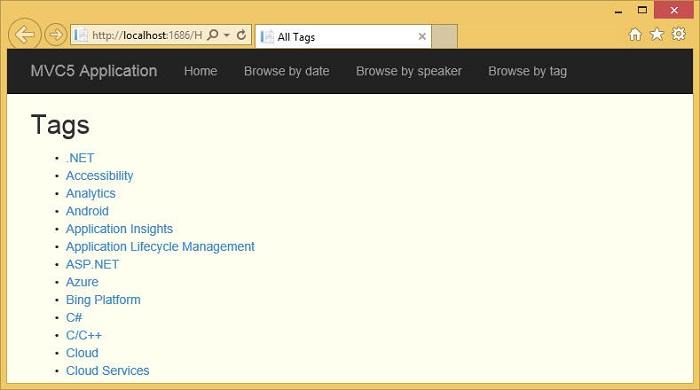 http://localhost:1686/H
All Tags
MVC5 Application Home Browse by date Browse by speaker Browse by tag
Tags
.NET
Accessibility
Analytics
Android
Application Insights
Application Lifecycle Management
ASP.NET
Azure
Bing Platform
C#
C/C++
Cloud
Cloud Services